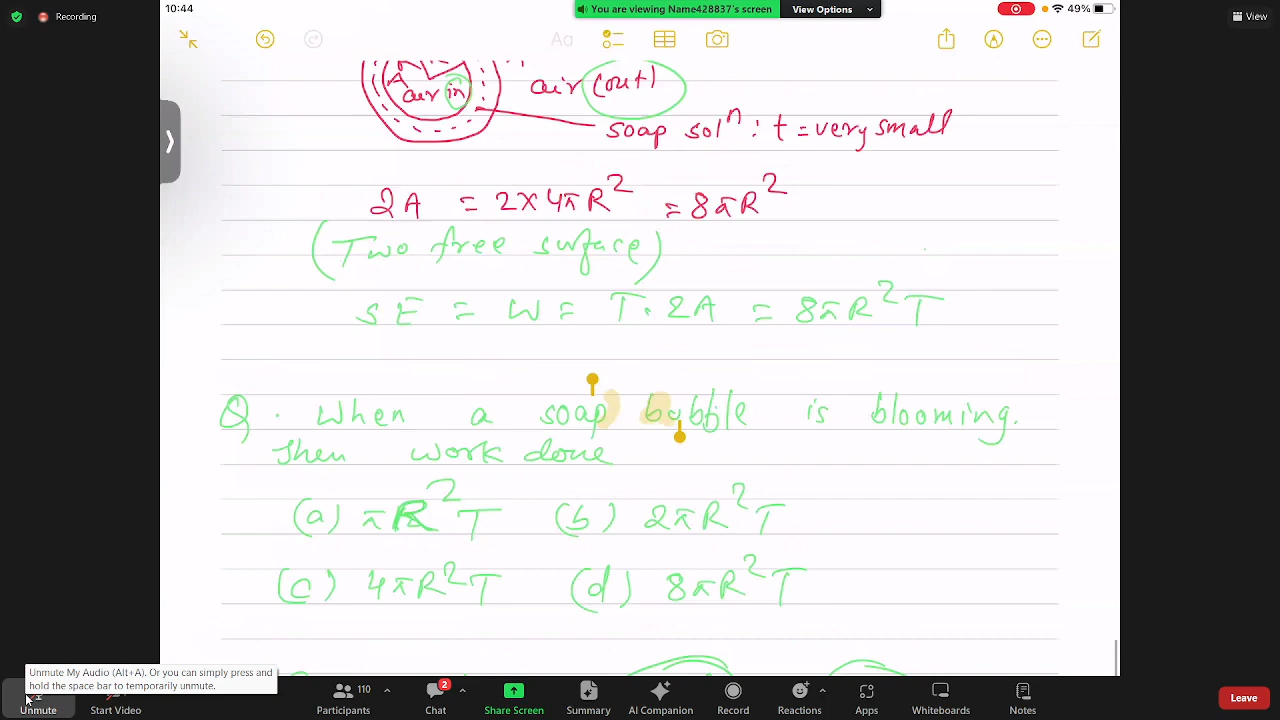 10:44
Recording
You are viewing Name428837's screen
View Options
49%
View
Aa
air in
air (out)
soap solⁿ : t = very small
2A = 2 x 4πR² = 8πR²
(Two free surface)
SE = W = T. 2A = 8πR²T
Q. When a soap bubble is blooming.
Then work done
(a) πR²T (b) 2πR²T
(c) 4πR²T (d) 8πR²T
Unmute My Audio (Alt+A). Or you can simply press and
hold the space bar to temporarily unmute.
110
2
Unmute Start Video Participants Chat Share Screen Summary AI Companion Record Reactions Apps Whiteboards Notes Leave